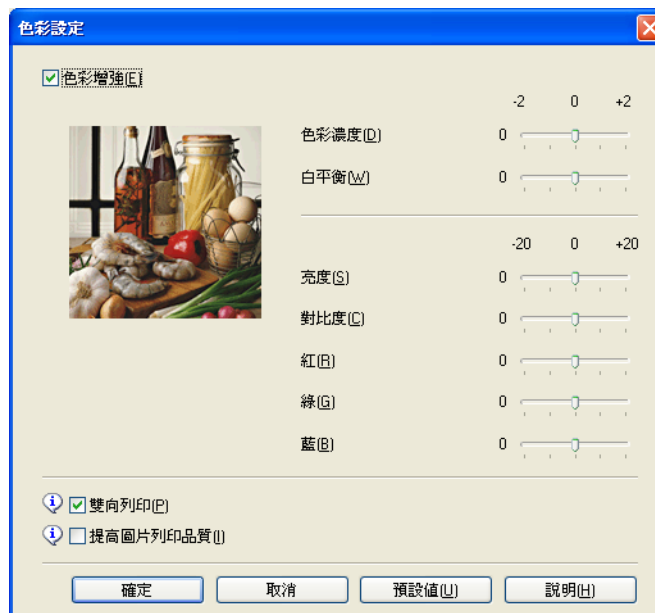 色彩設定
色彩增強(E)
-2 0 +2
色彩濃度(D) 0
白平衡(W) 0
-20 0 +20
亮度(S) 0
對比度(C) 0
紅(R) 0
綠(G) 0
藍(B) 0
雙向列印(P)
提高圖片列印品質(I)
確定 取消 預設值(U) 說明(H)